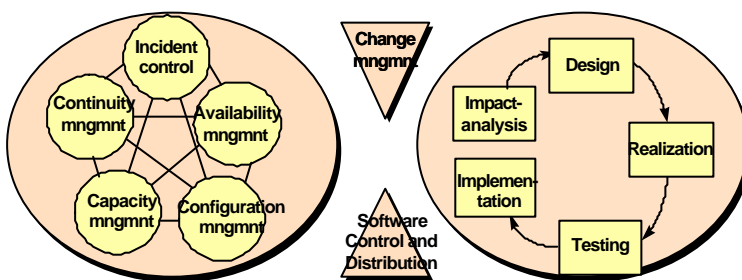 Incident
control
Continuity
mngmnt
Availability
mngmnt
Capacity
mngmnt
Configuration
mngmnt
Change
mngmnt
Software
Control and
Distribution
Impact-
analysis
Design
Realization
Testing
Implemen-
tation